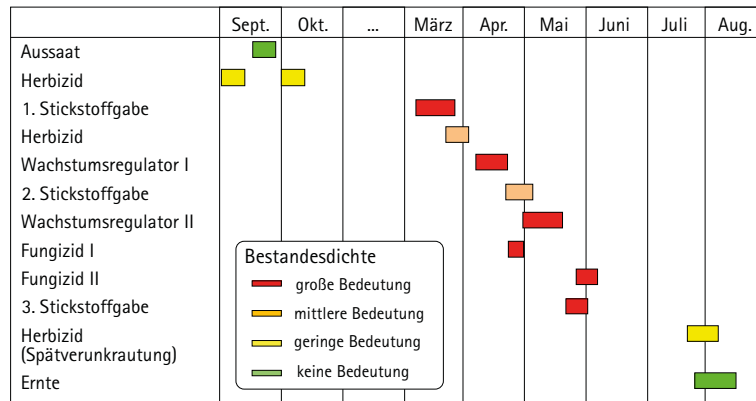 Sept. Okt. ... März Apr. Mai Juni Juli Aug.
Aussaat
Herbizid
1. Stickstoffgabe
Herbizid
Wachstumsregulator I
2. Stickstoffgabe
Wachstumsregulator II
Fungizid I
Fungizid II
3. Stickstoffgabe
Herbizid
(Spätverunkrautung)
Ernte
Bestandesdichte
große Bedeutung
mittlere Bedeutung
geringe Bedeutung
keine Bedeutung